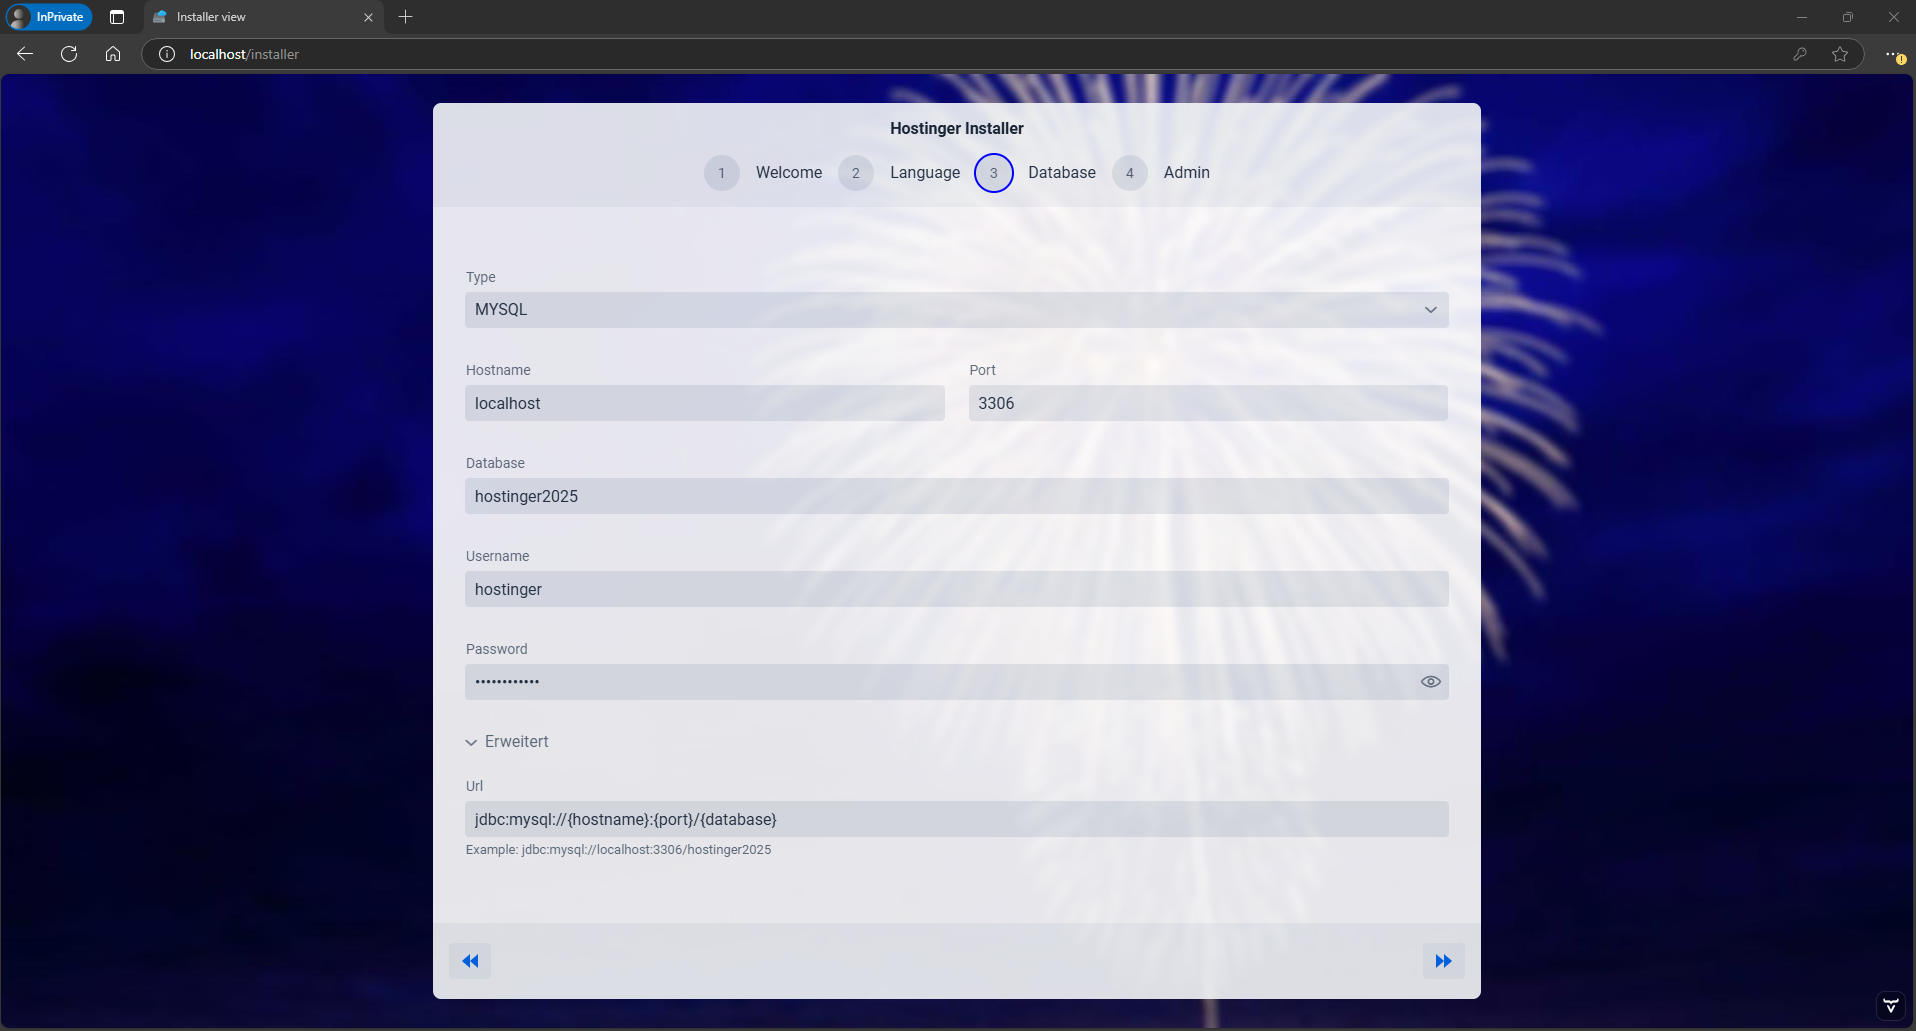 InPrivate
Installer view
localhost/installer
Hostinger Installer
1 Welcome 2 Language 3 Database 4 Admin
Type
MYSQL
Hostname Port
localhost 3306
Database
hostinger2025
Username
hostinger
Password
••••••••••••
Erweitert
Url
jdbc:mysql://{hostname}:{port}/{database}
Example: jdbc:mysql://localhost:3306/hostinger2025